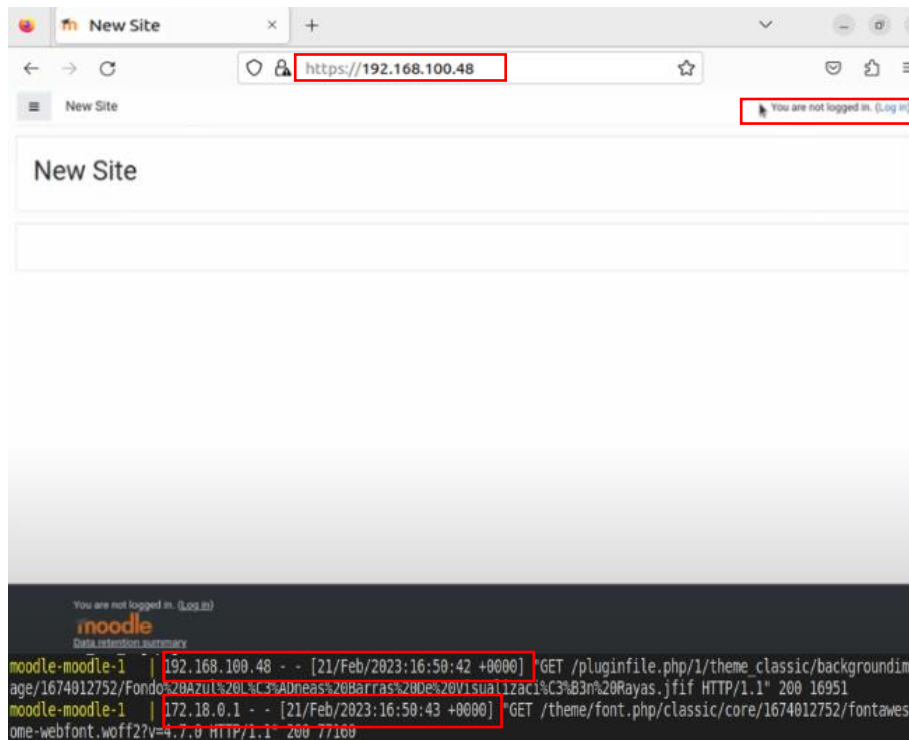 New Site
https://192.168.100.48
New Site
You are not logged in. (Log in)
New Site
You are not logged in. (Log in)
moodle
Data retention summary
moodle-moodle-1 | 192.168.100.48 - - [21/Feb/2023:16:50:42 +0000] "GET /pluginfile.php/1/theme_classic/backgroundim
age/1674012752/Fondo%20Azul%20L%C3%ADneas%20Barras%20De%20Visualizaci%C3%B3n%20Rayas.jfif HTTP/1.1" 200 16951
moodle-moodle-1 | 172.18.0.1 - - [21/Feb/2023:16:50:43 +0000] "GET /theme/font.php/classic/core/1674012752/fontawes
ome-webfont.woff2?v=4.7.0 HTTP/1.1" 200 77160